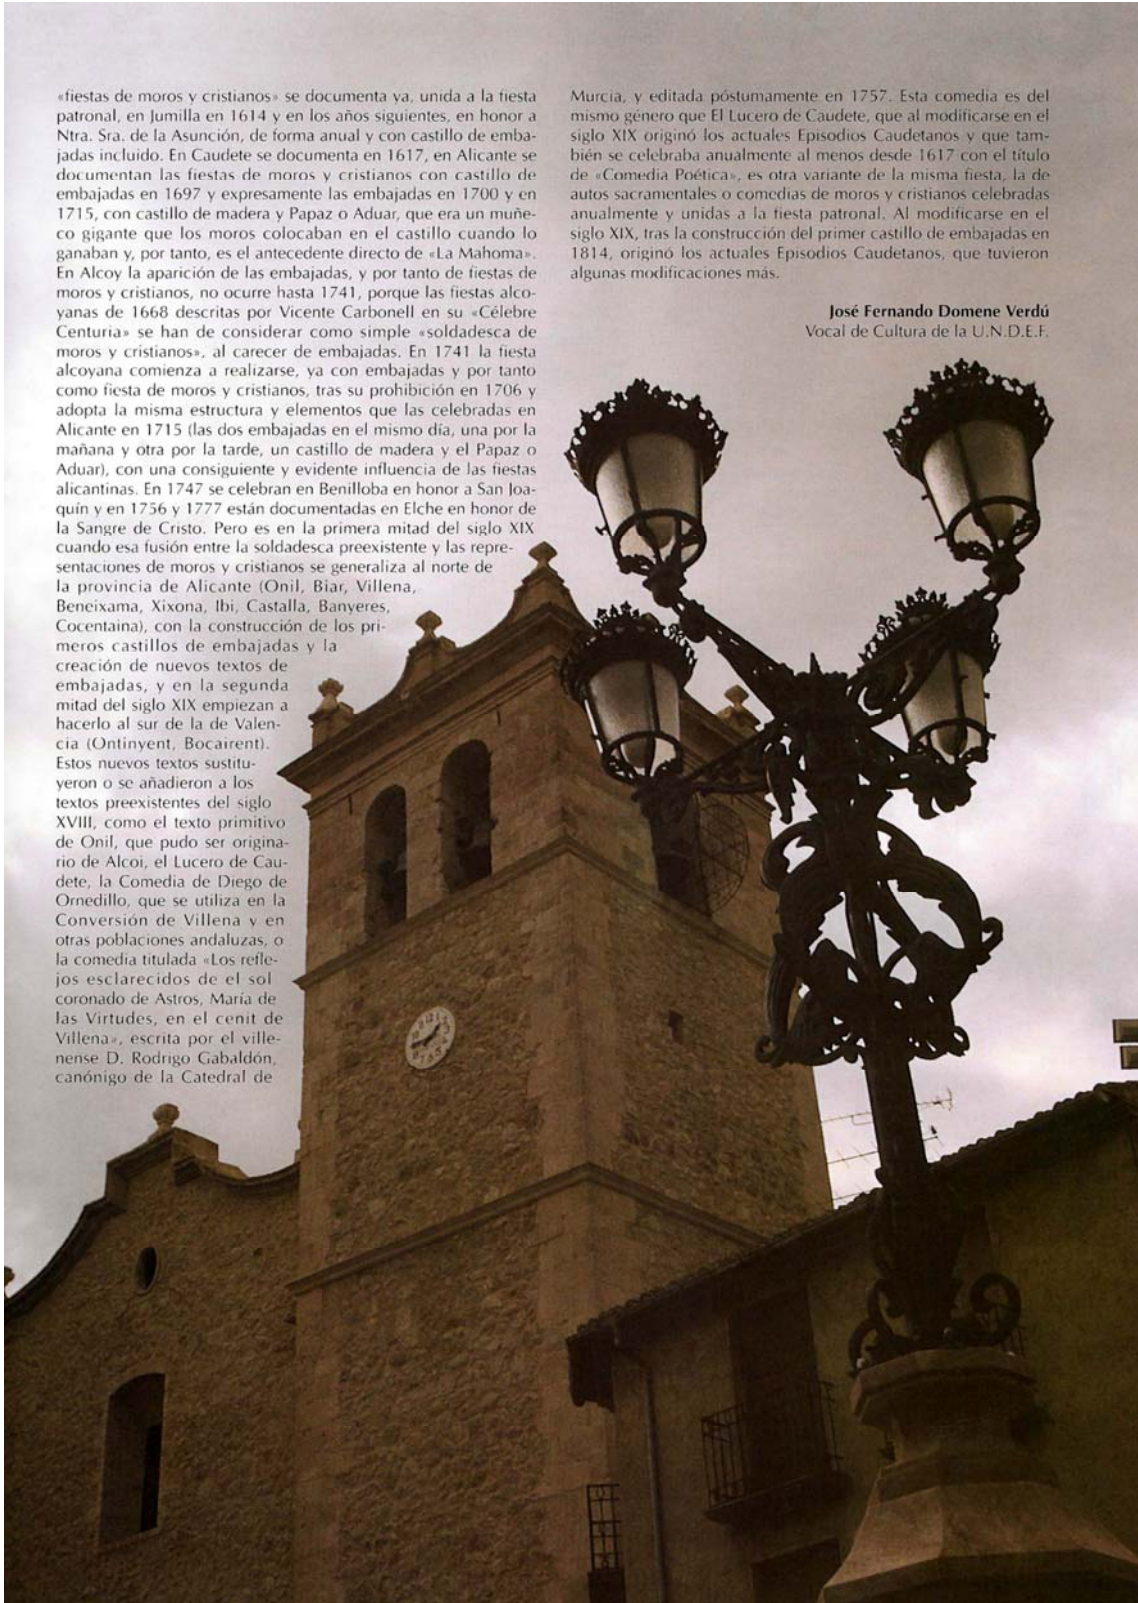 «fiestas de moros y cristianos» se documenta ya, unida a la fiesta
patronal, en Jumilla en 1614 y en los años siguientes, en honor a
Ntra. Sra. de la Asunción, de forma anual y con castillo de emba-
jadas incluido. En Caudete se documenta en 1617, en Alicante se
documentan las fiestas de moros y cristianos con castillo de
embajadas en 1697 y expresamente las embajadas en 1700 y en
1715, con castillo de madera y Papaz o Aduar, que era un muñe-
co gigante que los moros colocaban en el castillo cuando lo
ganaban y, por tanto, es el antecedente directo de «La Mahoma».
En Alcoy la aparición de las embajadas, y por tanto de fiestas de
moros y cristianos, no ocurre hasta 1741, porque las fiestas alco-
yanas de 1668 descritas por Vicente Carbonell en su «Célebre
Centuria» se han de considerar como simple «soldadesca de
moros y cristianos», al carecer de embajadas. En 1741 la fiesta
alcoyana comienza a realizarse, ya con embajadas y por tanto
como fiesta de moros y cristianos, tras su prohibición en 1706 y
adopta la misma estructura y elementos que las celebradas en
Alicante en 1715 (las dos embajadas en el mismo día, una por la
mañana y otra por la tarde, un castillo de madera y el Papaz o
Aduar), con una consiguiente y evidente influencia de las fiestas
alicantinas. En 1747 se celebran en Benilloba en honor a San Joa-
quín y en 1756 y 1777 están documentadas en Elche en honor de
la Sangre de Cristo. Pero es en la primera mitad del siglo XIX
cuando esa fusión entre la soldadesca preexistente y las repre-
sentaciones de moros y cristianos se generaliza al norte de
la provincia de Alicante (Onil, Biar, Villena,
Beneixama, Xixona, Ibi, Castalla, Banyeres,
Cocentaina), con la construcción de los pri-
meros castillos de embajadas y la
creación de nuevos textos de
embajadas, y en la segunda
mitad del siglo XIX empiezan a
hacerlo al sur de la de Valen-
cia (Ontinyent, Bocairent).
Estos nuevos textos sustitu-
yeron o se añadieron a los
textos preexistentes del siglo
XVIII, como el texto primitivo
de Onil, que pudo ser origina-
rio de Alcoi, el Lucero de Cau-
dete, la Comedia de Diego de
Ornedillo, que se utiliza en la
Conversión de Villena y en
otras poblaciones andaluzas, o
la comedia titulada «Los refle-
jos esclarecidos de el sol
coronado de Astros, María de
las Virtudes, en el cenit de
Villena», escrita por el ville-
nense D. Rodrigo Gabaldón,
canónigo de la Catedral de
Murcia, y editada póstumamente en 1757. Esta comedia es del
mismo género que El Lucero de Caudete, que al modificarse en el
siglo XIX originó los actuales Episodios Caudetanos y que tam-
bién se celebraba anualmente al menos desde 1617 con el título
de «Comedia Poética», es otra variante de la misma fiesta, la de
autos sacramentales o comedias de moros y cristianos celebradas
anualmente y unidas a la fiesta patronal. Al modificarse en el
siglo XIX, tras la construcción del primer castillo de embajadas en
1814, originó los actuales Episodios Caudetanos, que tuvieron
algunas modificaciones más.
José Fernando Domene Verdú
Vocal de Cultura de la U.N.D.E.F.